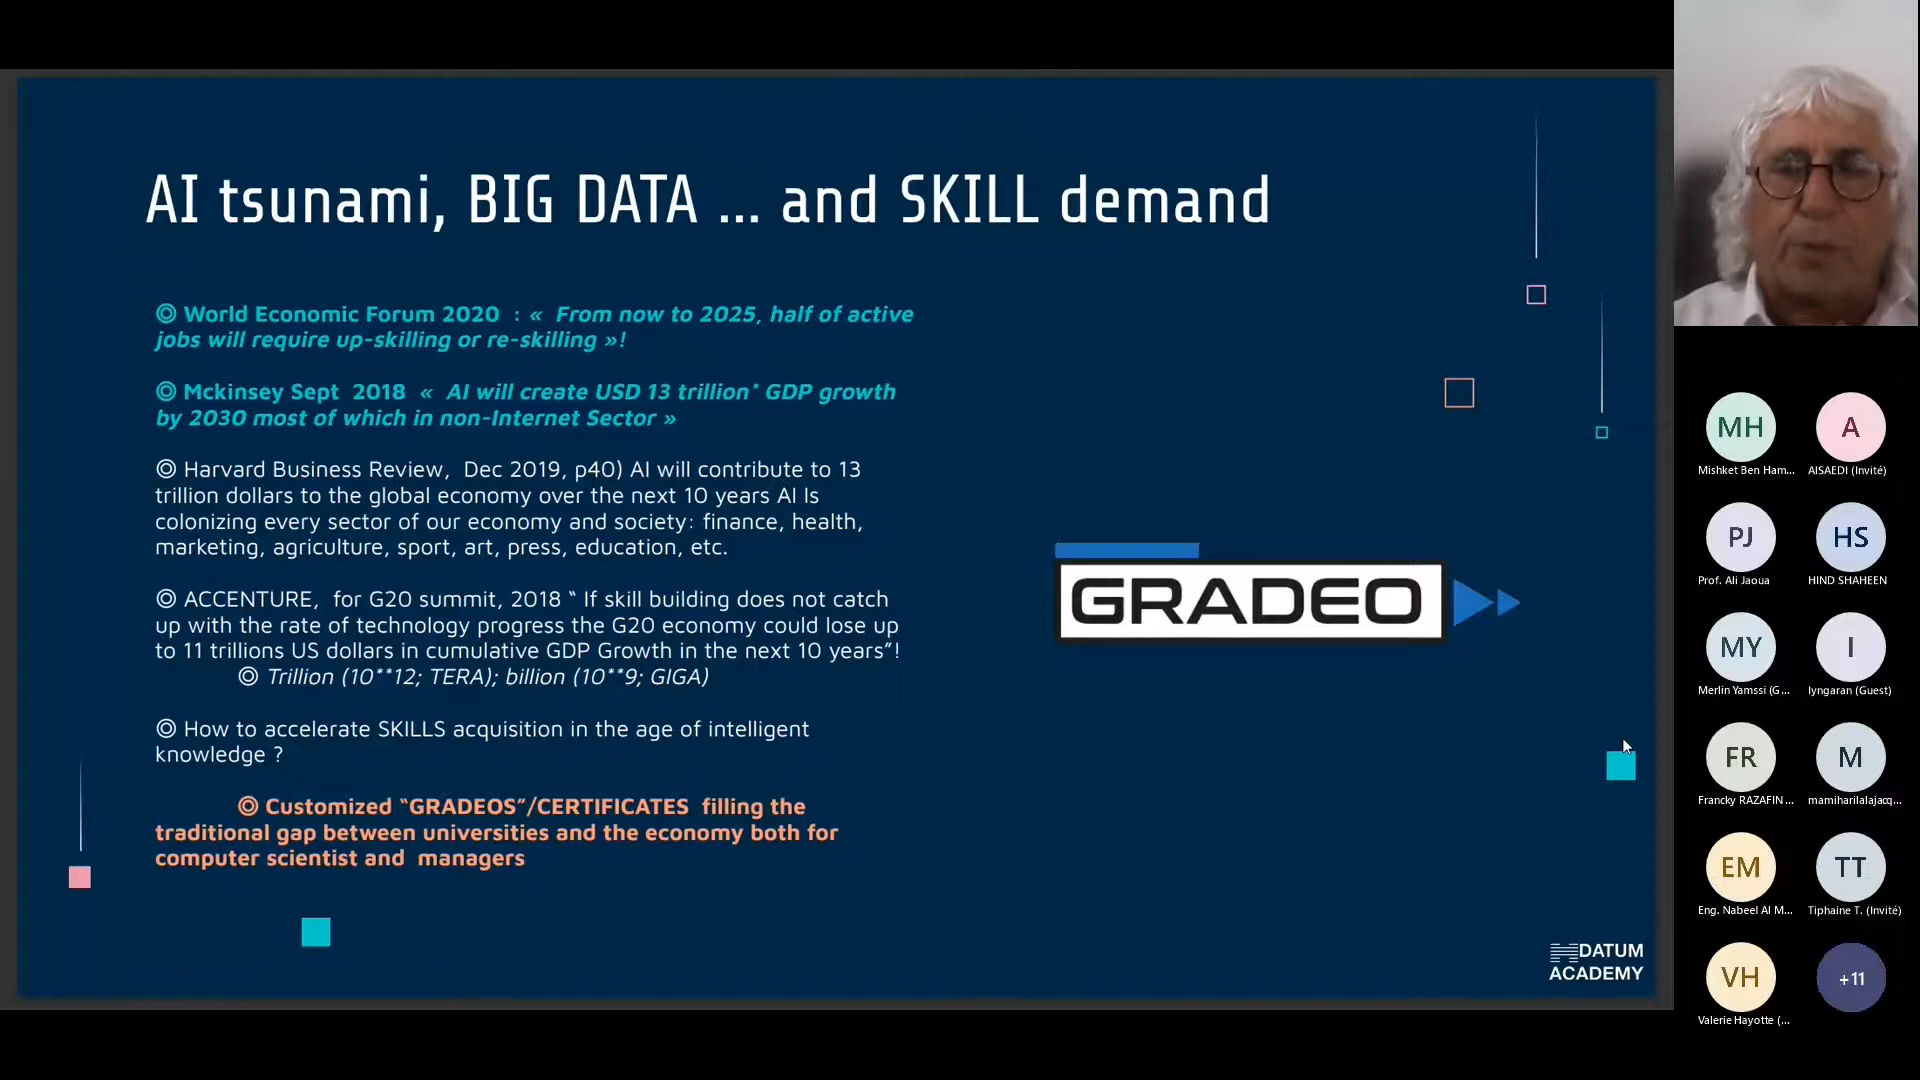 AI tsunami, BIG DATA ... and SKILL demand
◎ World Economic Forum 2020 : « From now to 2025, half of active
jobs will require up-skilling or re-skilling »!
◎ Mckinsey Sept 2018 « AI will create USD 13 trillion* GDP growth
by 2030 most of which in non-Internet Sector »
◎ Harvard Business Review, Dec 2019, p40) AI will contribute to 13
trillion dollars to the global economy over the next 10 years AI Is
colonizing every sector of our economy and society: finance, health,
marketing, agriculture, sport, art, press, education, etc.
◎ ACCENTURE, for G20 summit, 2018 “ If skill building does not catch
up with the rate of technology progress the G20 economy could lose up
to 11 trillions US dollars in cumulative GDP Growth in the next 10 years”!
◎ Trillion (10**12; TERA); billion (10**9; GIGA)
◎ How to accelerate SKILLS acquisition in the age of intelligent
knowledge ?
◎ Customized “GRADEOS”/CERTIFICATES filling the
traditional gap between universities and the economy both for
computer scientist and managers
GRADEO
DATUM
ACADEMY
MH
A
Mishket Ben Ham...
AISAEDI (Invité)
PJ
HS
Prof. Ali Jaoua
HIND SHAHEEN
MY
I
Merlin Yamssi (G...
Iyngaran (Guest)
FR
M
Francky RAZAFIN...
mamiharilalajacq...
EM
TT
Eng. Nabeel Al M...
Tiphaine T. (Invité)
VH
+11
Valerie Hayotte (...